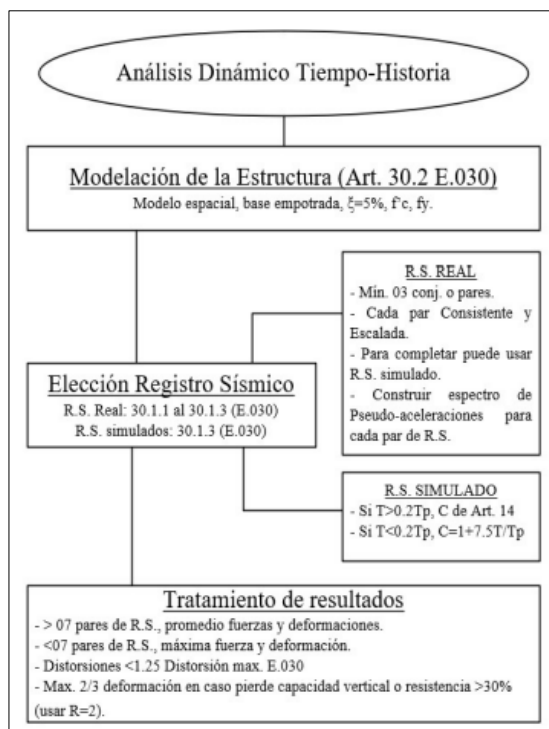 Análisis Dinámico Tiempo-Historia
Modelación de la Estructura (Art. 30.2 E.030)
Modelo espacial, base empotrada, ξ=5%, f`c, fy.
R.S. REAL
- Mín. 03 conj. o pares.
- Cada par Consistente y
Escalada.
- Para completar puede usar
R.S. simulado.
- Construir espectro de
Pseudo-aceleraciones para
cada par de R.S.
Elección Registro Sísmico
R.S. Real: 30.1.1 al 30.1.3 (E.030)
R.S. simulados: 30.1.3 (E.030)
R.S. SIMULADO
- Si T>0.2Tp, C de Art. 14
- Si T<0.2Tp, C=1+7.5T/Tp
Tratamiento de resultados
- > 07 pares de R.S., promedio fuerzas y deformaciones.
- <07 pares de R.S., máxima fuerza y deformación.
- Distorsiones <1.25 Distorsión max. E.030
- Max. 2/3 deformación en caso pierde capacidad vertical o resistencia >30%
(usar R=2).